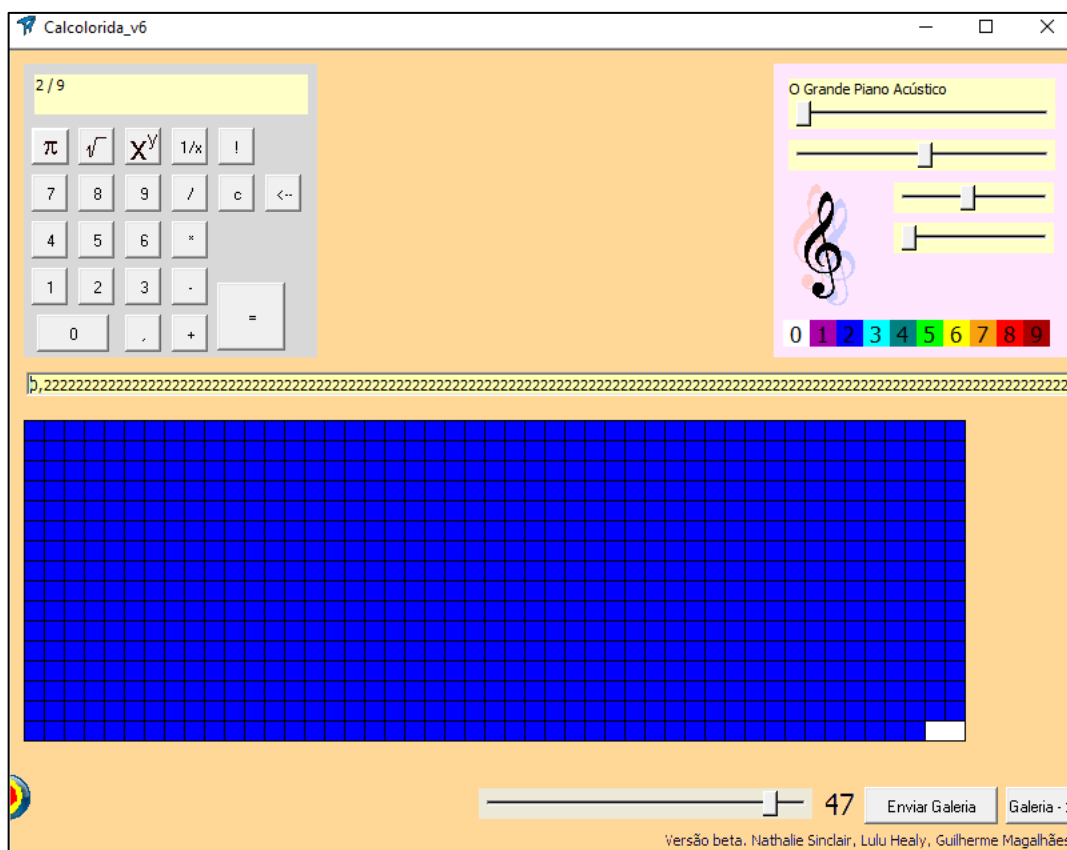 Calcolorida_v6
2 / 9
O Grande Piano Acústico
π √ X^y 1/x !
7 8 9 / c <--
4 5 6 *
1 2 3 -
=
0 , +
0 1 2 3 4 5 6 7 8 9
0,2222222222222222222222222222222222222222222222222222222222222222222222222222222222222222222222222222222222222222222222222222222222
47 Enviar Galeria Galeria - :
Versão beta. Nathalie Sinclair, Lulu Healy, Guilherme Magalhães